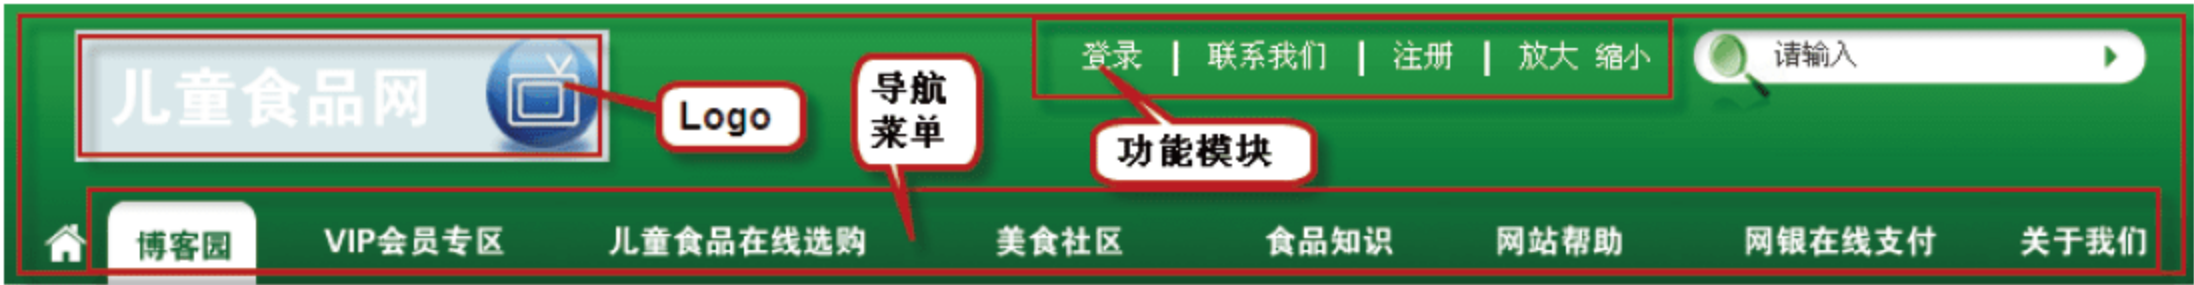 登录 | 联系我们 | 注册 | 放大 缩小
请输入
儿童食品网
Logo
导航
菜单
功能模块
博客园 VIP会员专区 儿童食品在线选购 美食社区 食品知识 网站帮助 网银在线支付 关于我们